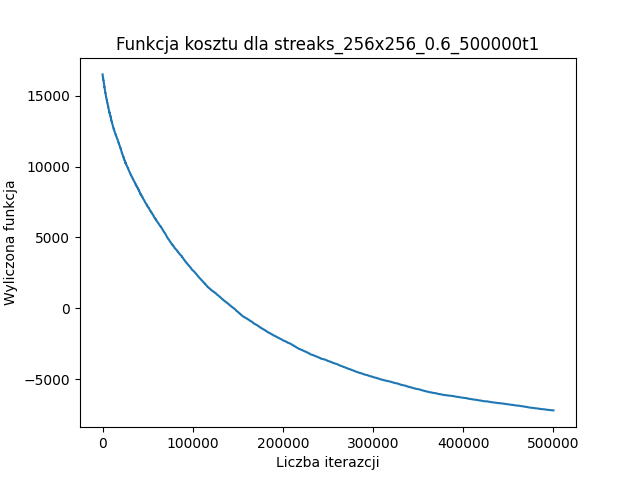 Funkcja kosztu dla streaks_256x256_0.6_500000t1
Wyliczona funkcja
15000
10000
5000
0
−5000
0 100000 200000 300000 400000 500000
Liczba iterazcji